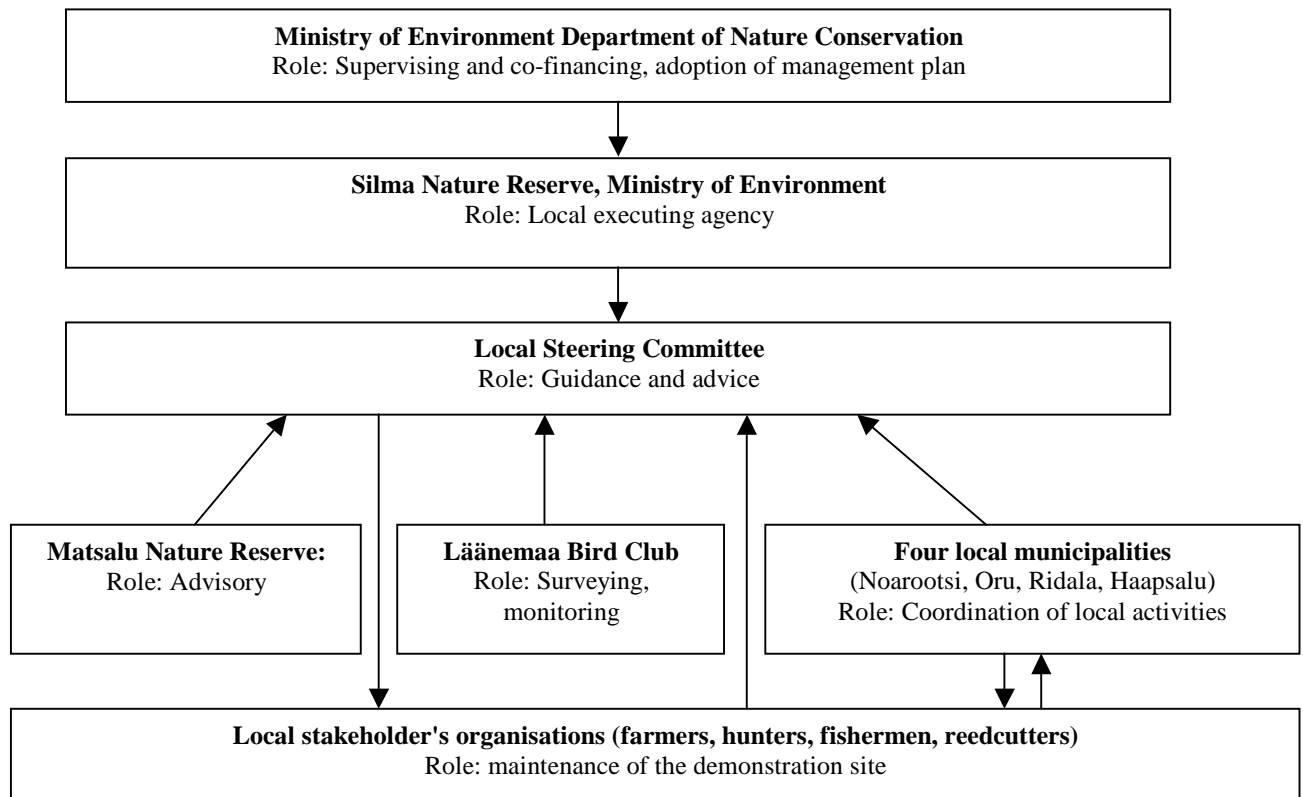 Ministry of Environment Department of Nature Conservation
Role: Supervising and co-financing, adoption of management plan
Silma Nature Reserve, Ministry of Environment
Role: Local executing agency
Local Steering Committee
Role: Guidance and advice
Matsalu Nature Reserve:
Role: Advisory
Läänemaa Bird Club
Role: Surveying,
monitoring
Four local municipalities
(Noarootsi, Oru, Ridala, Haapsalu)
Role: Coordination of local activities
Local stakeholder's organisations (farmers, hunters, fishermen, reedcutters)
Role: maintenance of the demonstration site